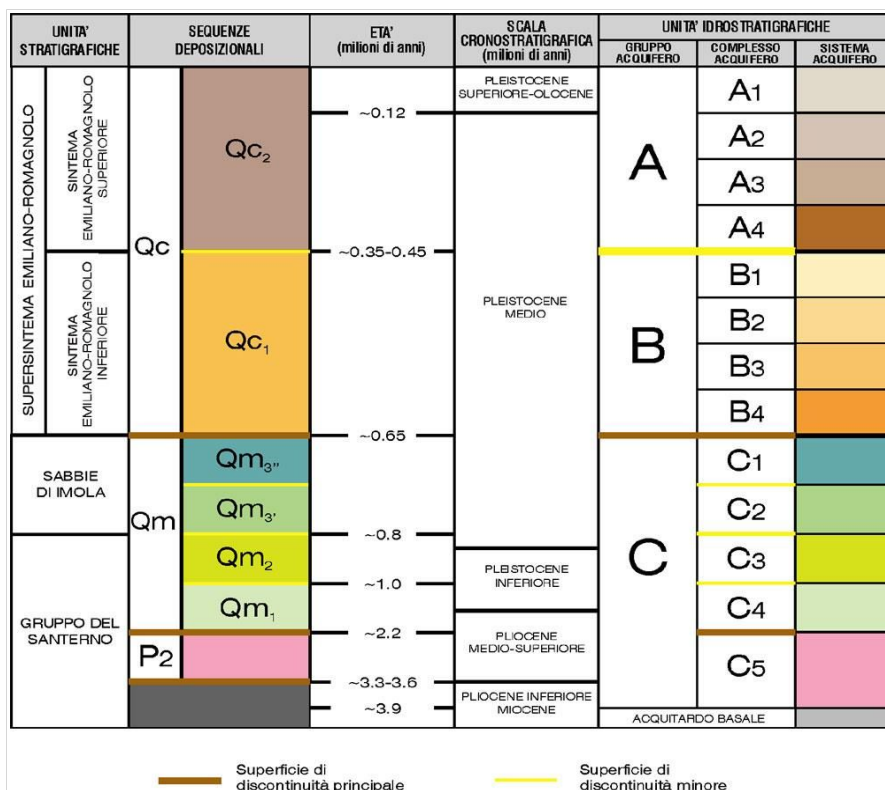 UNITA'
STRATIGRAFICHE
SEQUENZE
DEPOSIZIONALI
ETA'
(milioni di anni)
SCALA
CRONOSTRATIGRAFICA
(milioni di anni)
UNITA' IDROSTRATIGRAFICHE
GRUPPO
ACQUIFERO
COMPLESSO
ACQUIFERO
SISTEMA
ACQUIFERO
SUPERSINTEMA EMILIANO-ROMAGNOLO
SINTEMA
EMILIANO-ROMAGNOLO
SUPERIORE
SINTEMA
EMILIANO-ROMAGNOLO
INFERIORE
SABBIE
DI IMOLA
GRUPPO DEL
SANTERNO
Qc
Qm
P2
Qc2
Qc1
Qm3''
Qm3'
Qm2
Qm1
~0.12
~0.35-0.45
~0.65
~0.8
~1.0
~2.2
~3.3-3.6
~3.9
PLEISTOCENE
SUPERIORE-OLOCENE
PLEISTOCENE
MEDIO
PLEISTOCENE
INFERIORE
PLIOCENE
MEDIO-SUPERIORE
PLIOCENE INFERIORE
MIOCENE
A
B
C
A1
A2
A3
A4
B1
B2
B3
B4
C1
C2
C3
C4
C5
ACQUITARDO BASALE
Superficie di
discontinuità principale
Superficie di
discontinuità minore